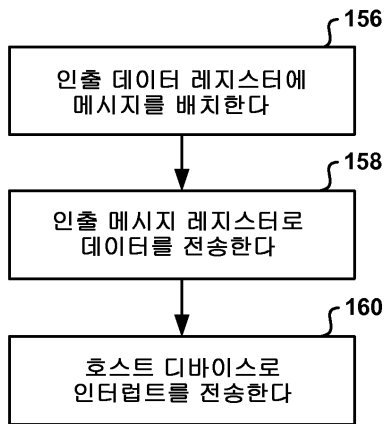 156
인출 데이터 레지스터에
메시지를 배치한다
158
인출 메시지 레지스터로
데이터를 전송한다
160
호스트 디바이스로
인터럽트를 전송한다